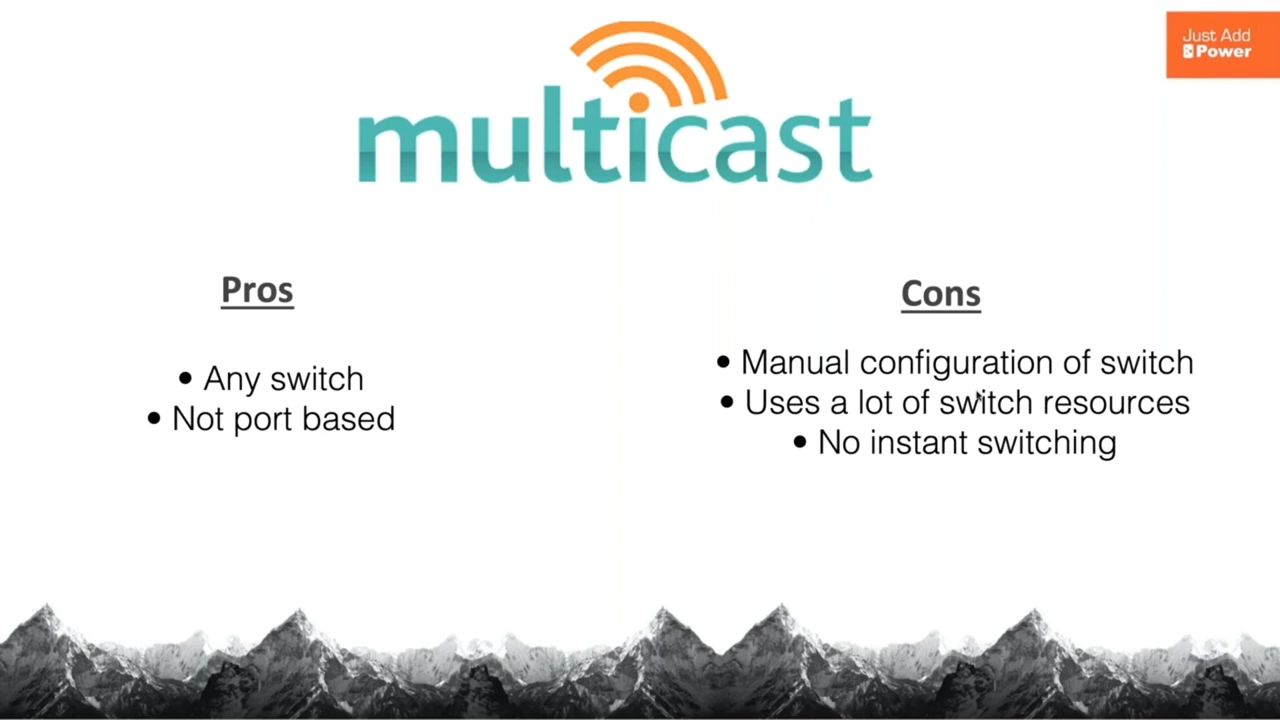 multicast
Just Add
Power
Pros
• Any switch
• Not port based
Cons
• Manual configuration of switch
• Uses a lot of switch resources
• No instant switching